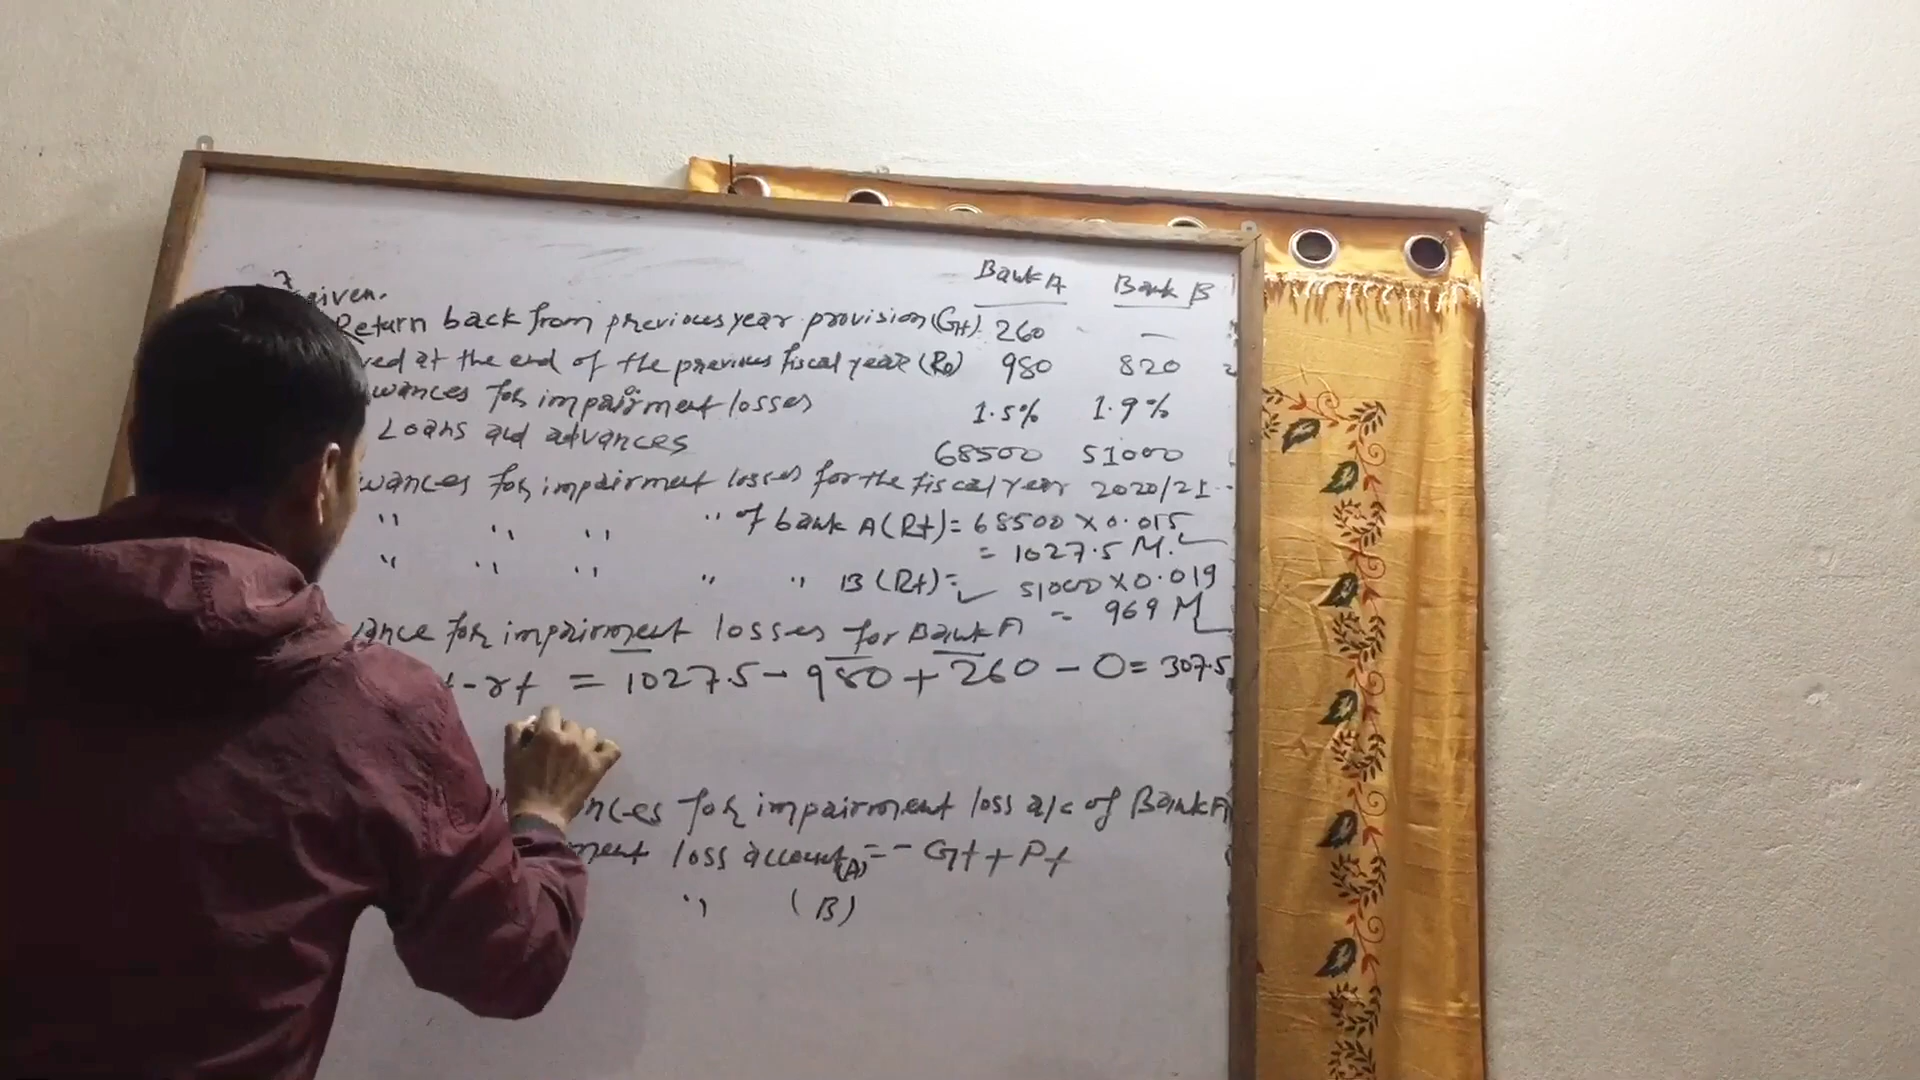 Bank A Bank B
given.
Return back from previous year provision (Gt) 260 -
ved at the end of the previous fiscal year (Ro) 980 820
wances for impairment losses 1.5% 1.9%
Loans and advances 68500 51000
wances for impairment losses for the fiscal year 2020/21
" " " " of bank A (Rt) = 68500 X 0.015
= 1027.5 M.
" " " " " B (Rt) = 51000 X 0.019
= 969 M
ance for impairment losses for Bank A
t - rt = 1027.5 - 980 + 260 - 0 = 307.5
nces for impairment loss a/c of Bank A
ment loss account (A) = - Gt + Pt
" (B)